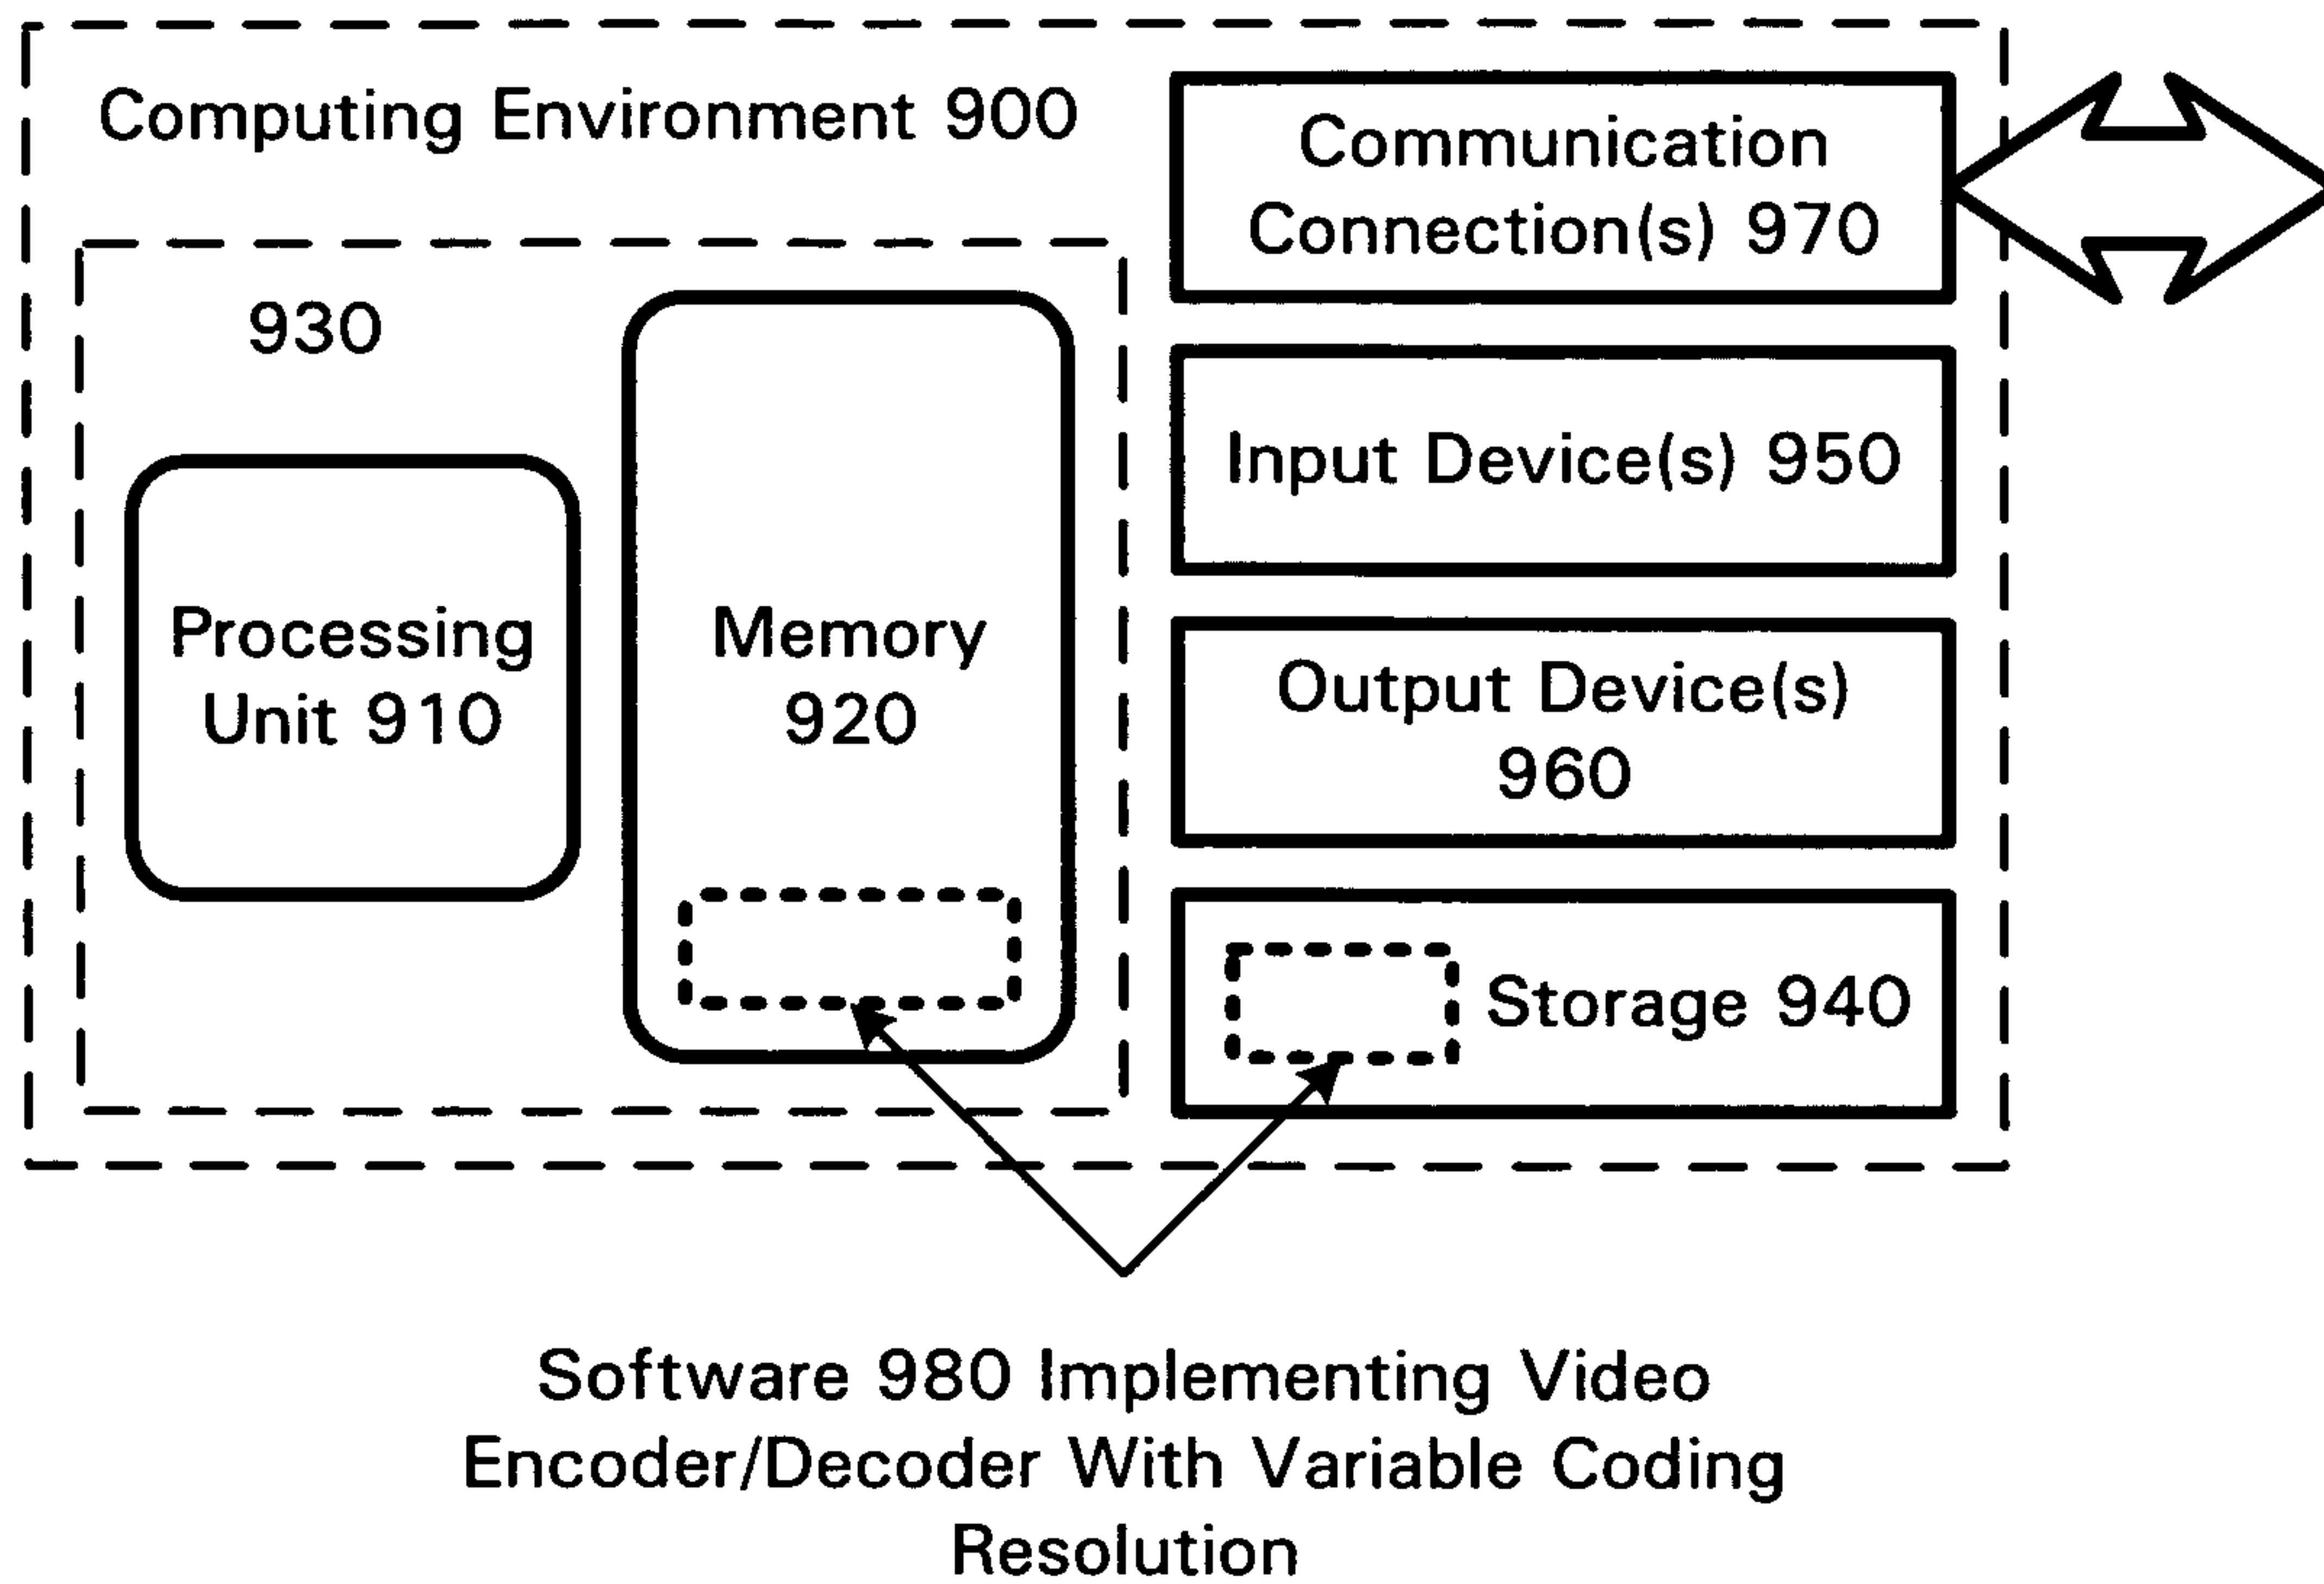 Computing Environment 900
Communication
Connection(s) 970
930
Input Device(s) 950
Processing
Unit 910
Memory
920
Output Device(s)
960
Storage 940
Software 980 Implementing Video
Encoder/Decoder With Variable Coding
Resolution